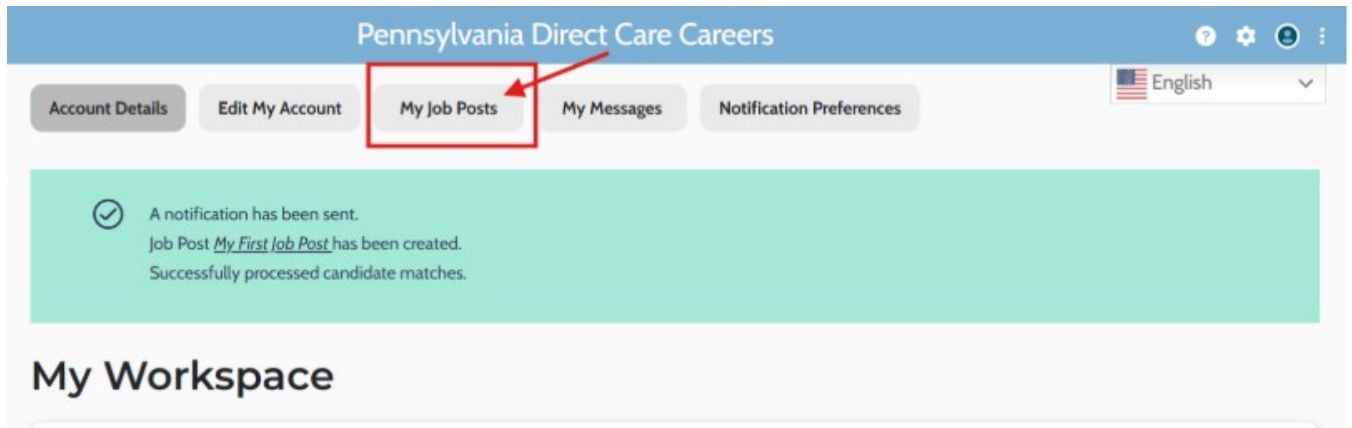 Pennsylvania Direct Care Careers
English
Account Details
Edit My Account
My Job Posts
My Messages
Notification Preferences
A notification has been sent.
Job Post My First Job Post has been created.
Successfully processed candidate matches.
My Workspace